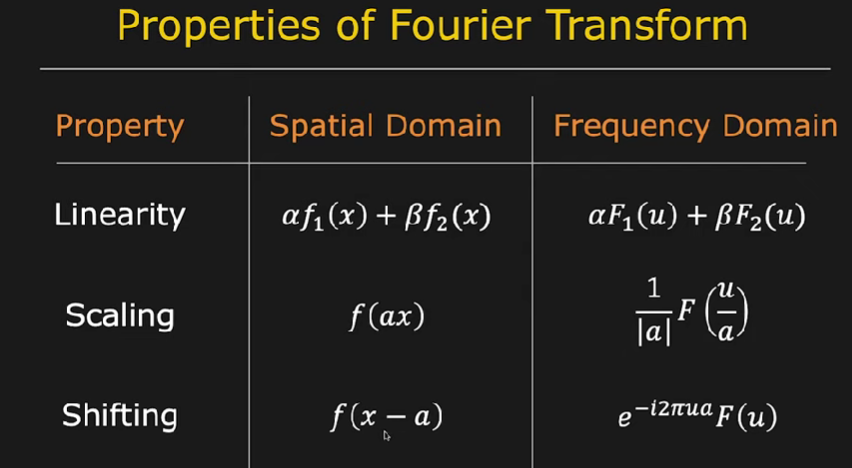 Properties of Fourier Transform
Property Spatial Domain Frequency Domain
Linearity αf₁(x) + βf₂(x) αF₁(u) + βF₂(u)
Scaling f(ax) 1/|a| F(u/a)
Shifting f(x − a) e^{−i2πua} F(u)